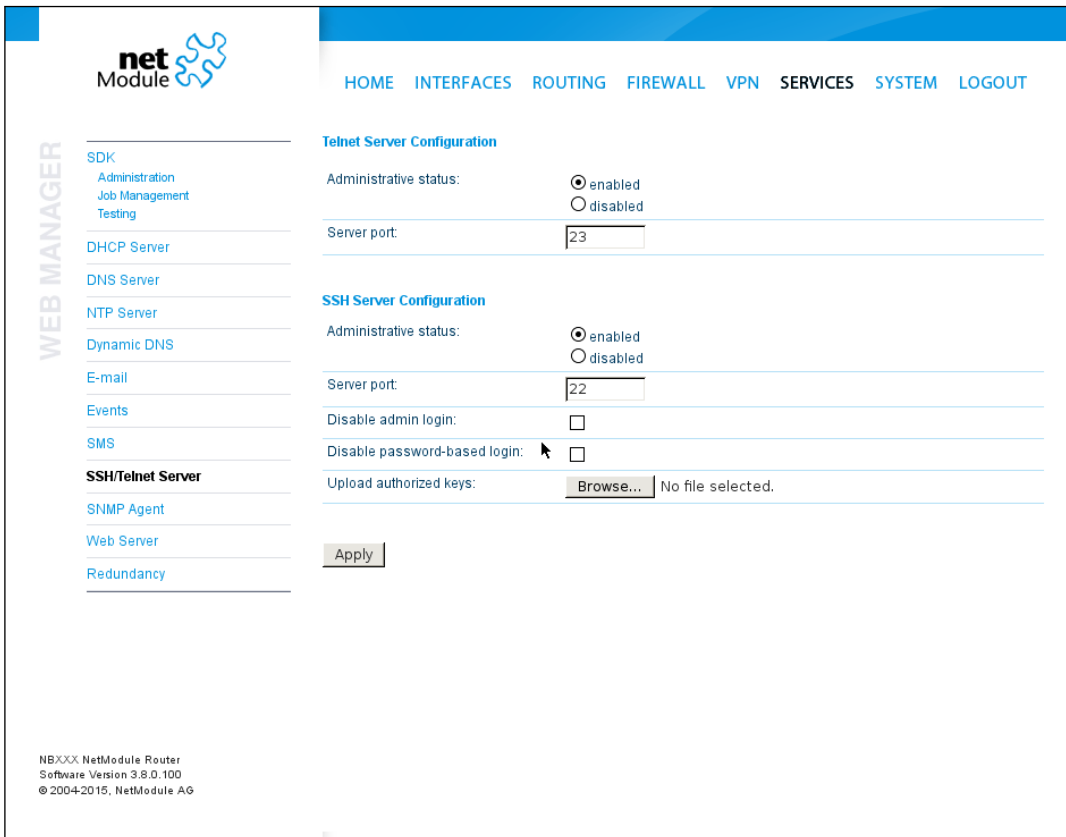 net
Module
HOME INTERFACES ROUTING FIREWALL VPN SERVICES SYSTEM LOGOUT
WEB MANAGER
SDK
Administration
Job Management
Testing
DHCP Server
DNS Server
NTP Server
Dynamic DNS
E-mail
Events
SMS
SSH/Telnet Server
SNMP Agent
Web Server
Redundancy
Telnet Server Configuration
Administrative status:
enabled
disabled
Server port: 23
SSH Server Configuration
Administrative status:
enabled
disabled
Server port: 22
Disable admin login:
Disable password-based login:
Upload authorized keys: Browse... No file selected.
Apply
NBXXX NetModule Router
Software Version 3.8.0.100
© 2004-2015, NetModule AG